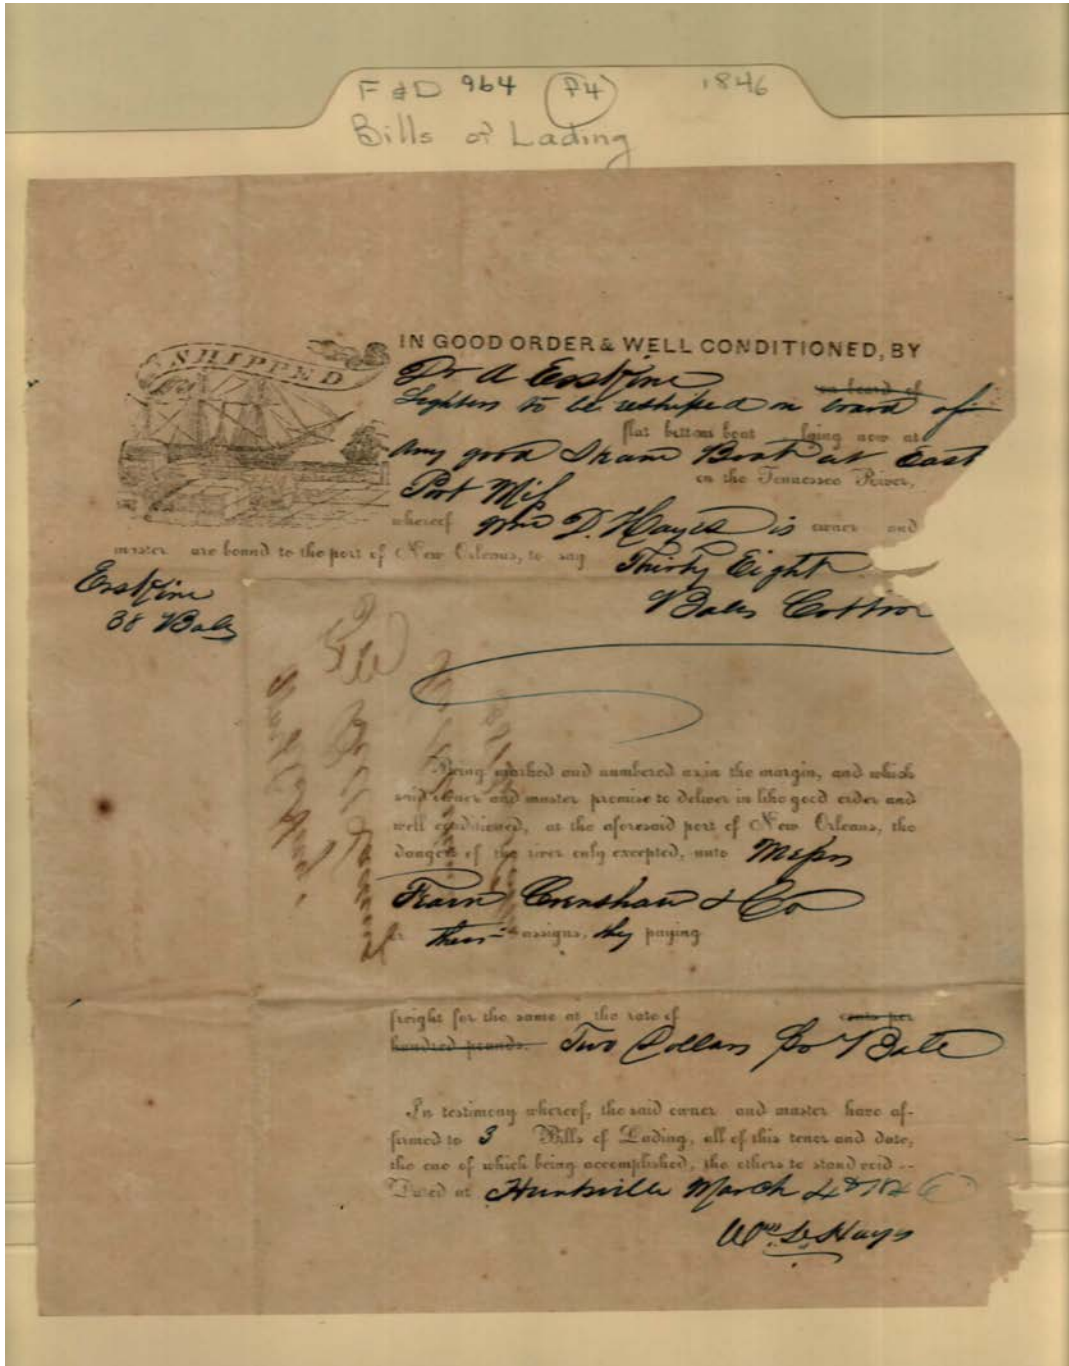 F & D 964 P4 1846
Bills of Lading
SHIPPED
IN GOOD ORDER & WELL CONDITIONED, BY
Dr A Erskine
on board of
Lighters to be reshiped on board of
flat bottom boat lying now at
Any good Steam Boat at East
on the Tennessee River,
Port Miss
whereof Wm D. Hayes is owner and
master are bound to the port of New Orleans, to say Thirty Eight
Erskine
Bales Cotton
38 Bales
Being marked and numbered as in the margin, and which
said owner and master promise to deliver in like good order and
well conditioned, at the aforesaid port of New Orleans, the
dangers of the river only excepted, unto Messrs
Fearn Crenshaw & Co
or their assigns, they paying
freight for the same at the rate of cents per
hundred pounds. Two Dollars Pr Bale
In testimony whereof, the said owner and master have af-
firmed to 3 Bills of Lading, all of this tenor and date,
the one of which being accomplished, the others to stand void --
Dated at Huntsville March 4th 1846
Wm D Hays